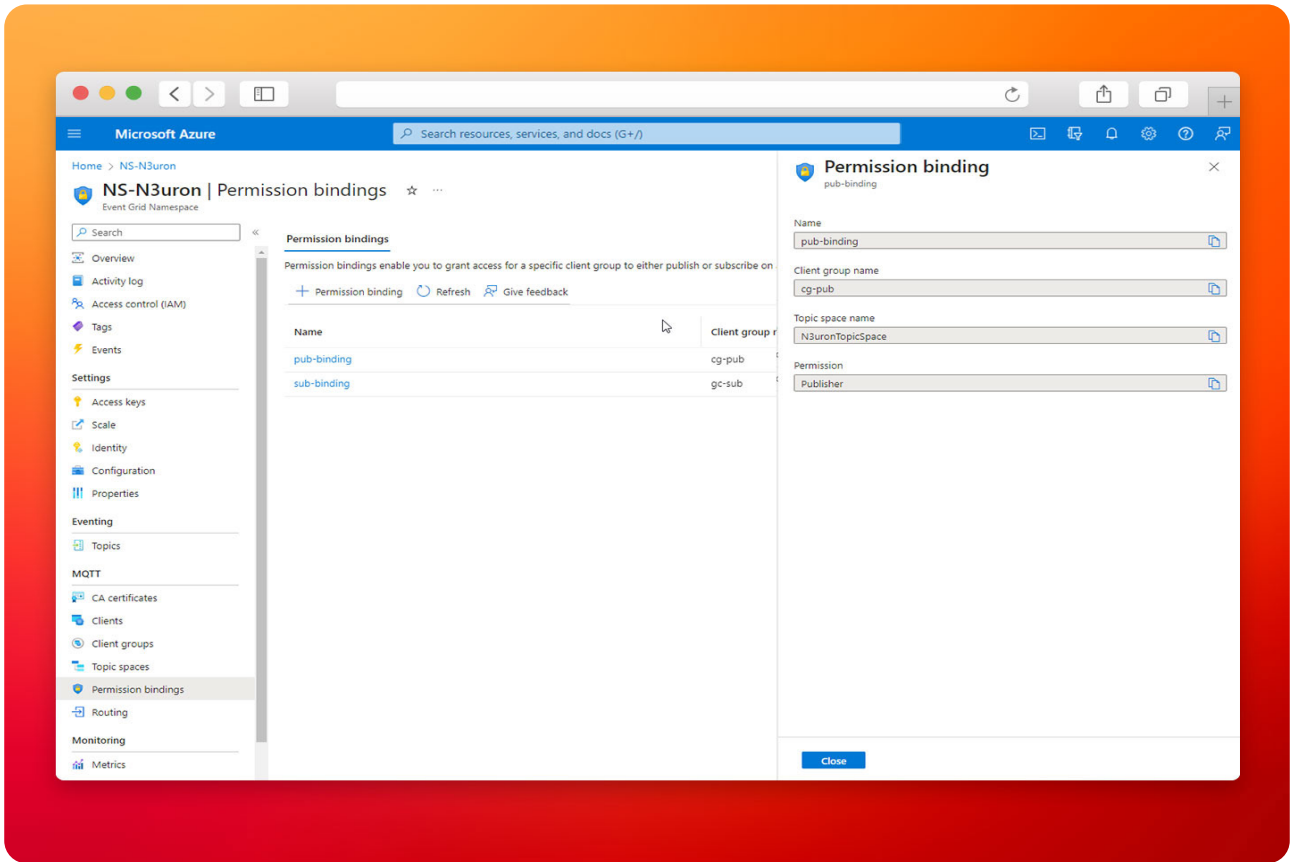 Microsoft Azure
Search resources, services, and docs (G+/)
Home > NS-N3uron
NS-N3uron | Permission bindings
Event Grid Namespace
Search
Overview
Activity log
Access control (IAM)
Tags
Events
Settings
Access keys
Scale
Identity
Configuration
Properties
Eventing
Topics
MQTT
CA certificates
Clients
Client groups
Topic spaces
Permission bindings
Routing
Monitoring
Metrics
Permission bindings
Permission bindings enable you to grant access for a specific client group to either publish or subscribe on
Permission binding Refresh Give feedback
Name Client group
pub-binding cg-pub
sub-binding gc-sub
Permission binding
pub-binding
Name
pub-binding
Client group name
cg-pub
Topic space name
N3uronTopicSpace
Permission
Publisher
Close